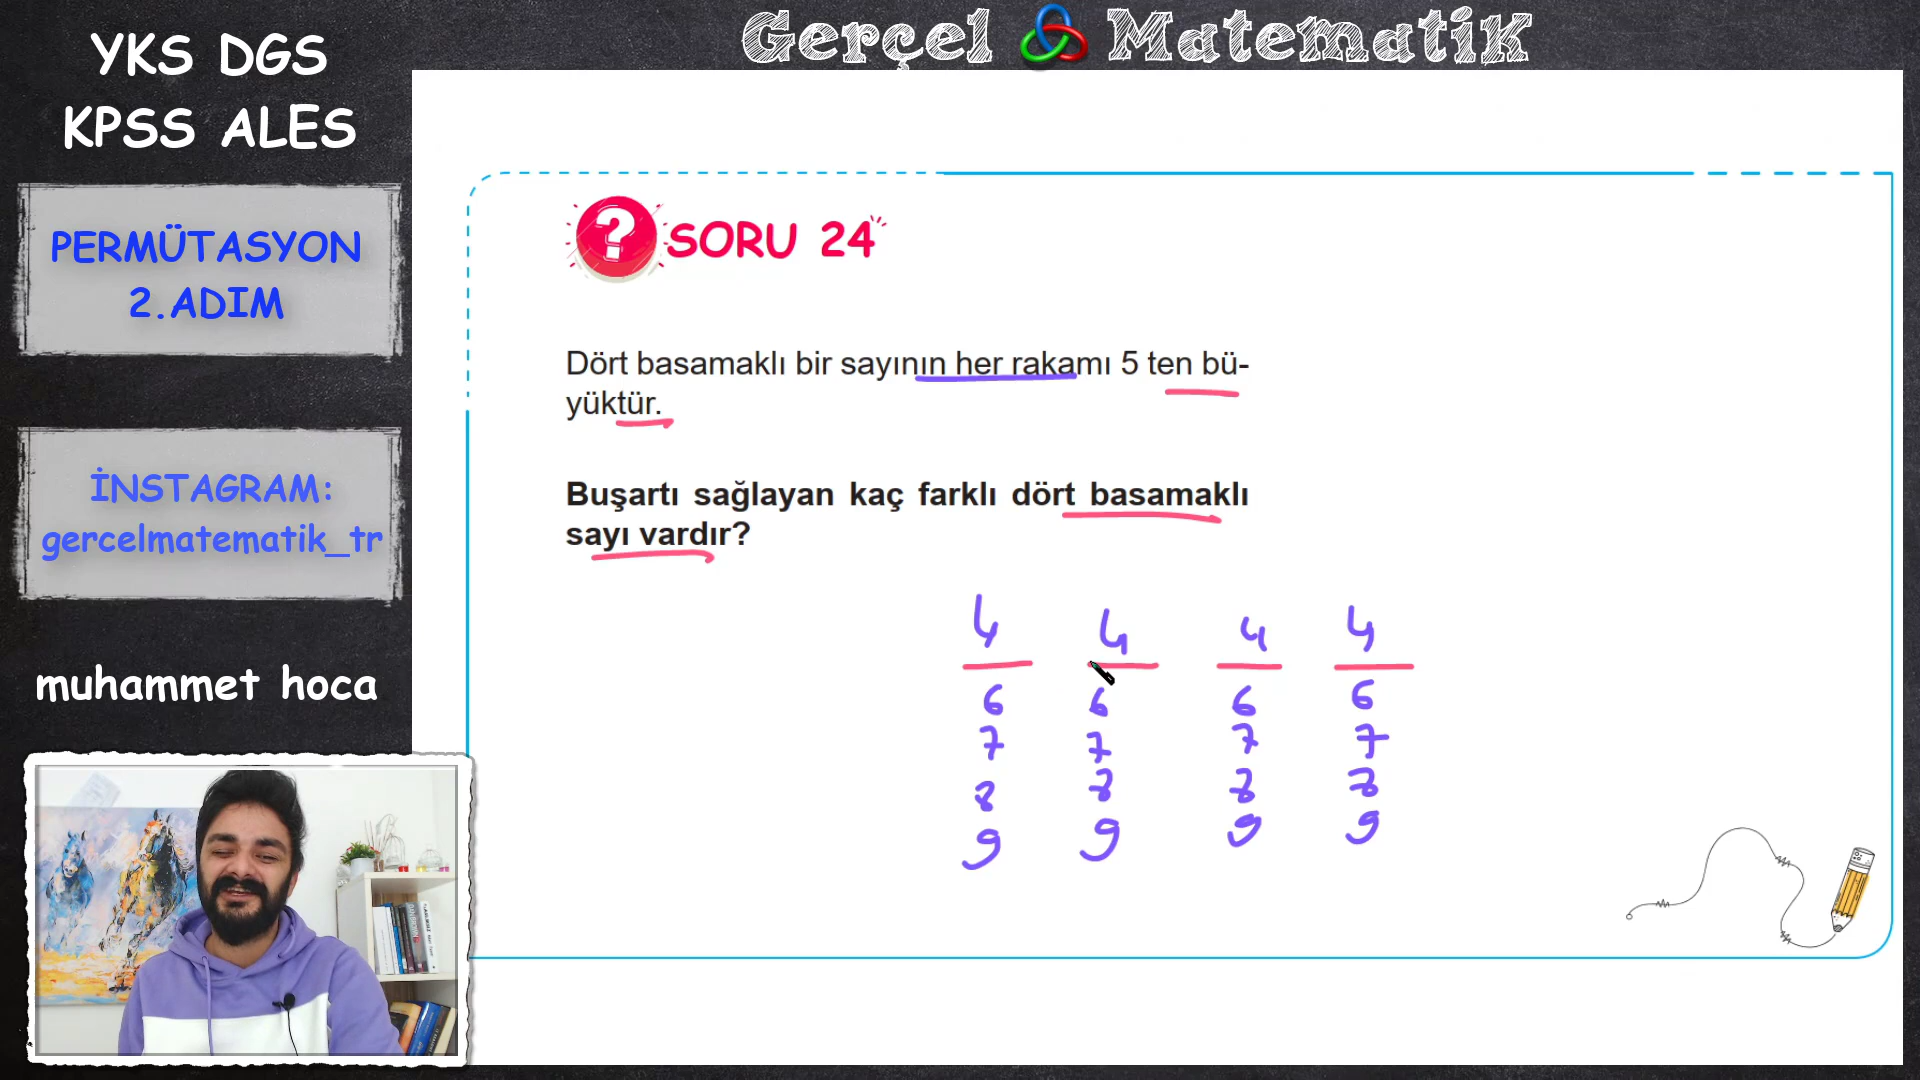 Gerçel Matematik
YKS DGS
KPSS ALES
PERMÜTASYON
2.ADIM
İNSTAGRAM:
gercelmatematik_tr
muhammet hoca
SORU 24
Dört basamaklı bir sayının her rakamı 5 ten bü-
yüktür.
Buşartı sağlayan kaç farklı dört basamaklı
sayı vardır?
4 4 4 4
6 6 6 6
7 7 7 7
8 8 8 8
9 9 9 9